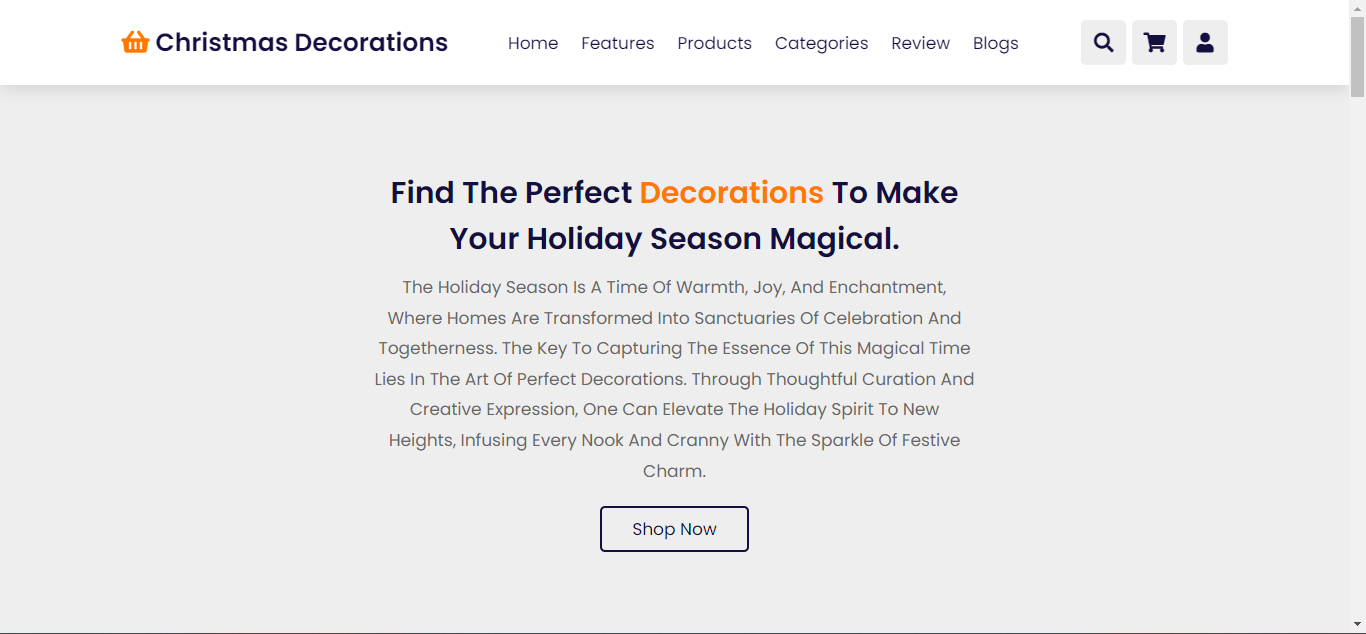 Christmas Decorations
Home Features Products Categories Review Blogs
Find The Perfect Decorations To Make
Your Holiday Season Magical.
The Holiday Season Is A Time Of Warmth, Joy, And Enchantment,
Where Homes Are Transformed Into Sanctuaries Of Celebration And
Togetherness. The Key To Capturing The Essence Of This Magical Time
Lies In The Art Of Perfect Decorations. Through Thoughtful Curation And
Creative Expression, One Can Elevate The Holiday Spirit To New
Heights, Infusing Every Nook And Cranny With The Sparkle Of Festive
Charm.
Shop Now